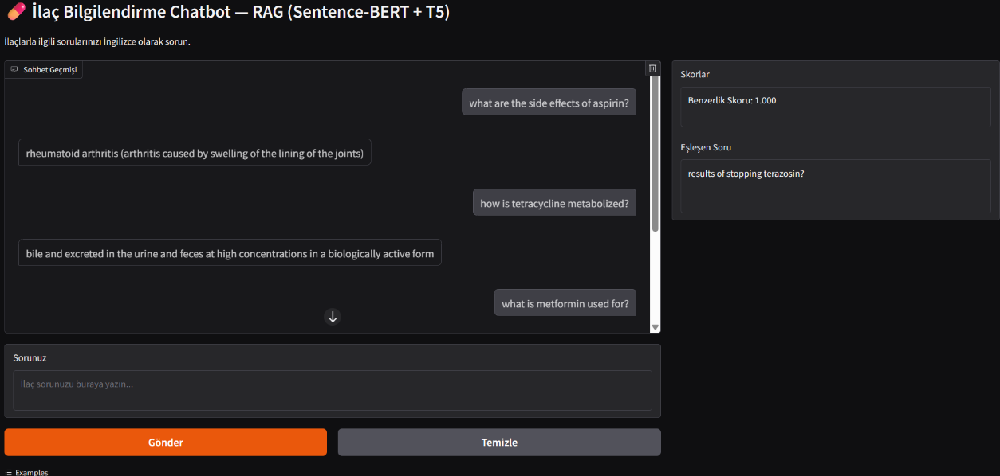 İlaç Bilgilendirme Chatbot — RAG (Sentence-BERT + T5)
İlaçlarla ilgili sorularınızı İngilizce olarak sorun.
Sohbet Geçmişi
what are the side effects of aspirin?
rheumatoid arthritis (arthritis caused by swelling of the lining of the joints)
how is tetracycline metabolized?
bile and excreted in the urine and feces at high concentrations in a biologically active form
what is metformin used for?
Sorunuz
İlaç sorunuzu buraya yazın...
Gönder
Temizle
Examples
Skorlar
Benzerlik Skoru: 1.000
Eşleşen Soru
results of stopping terazosin?